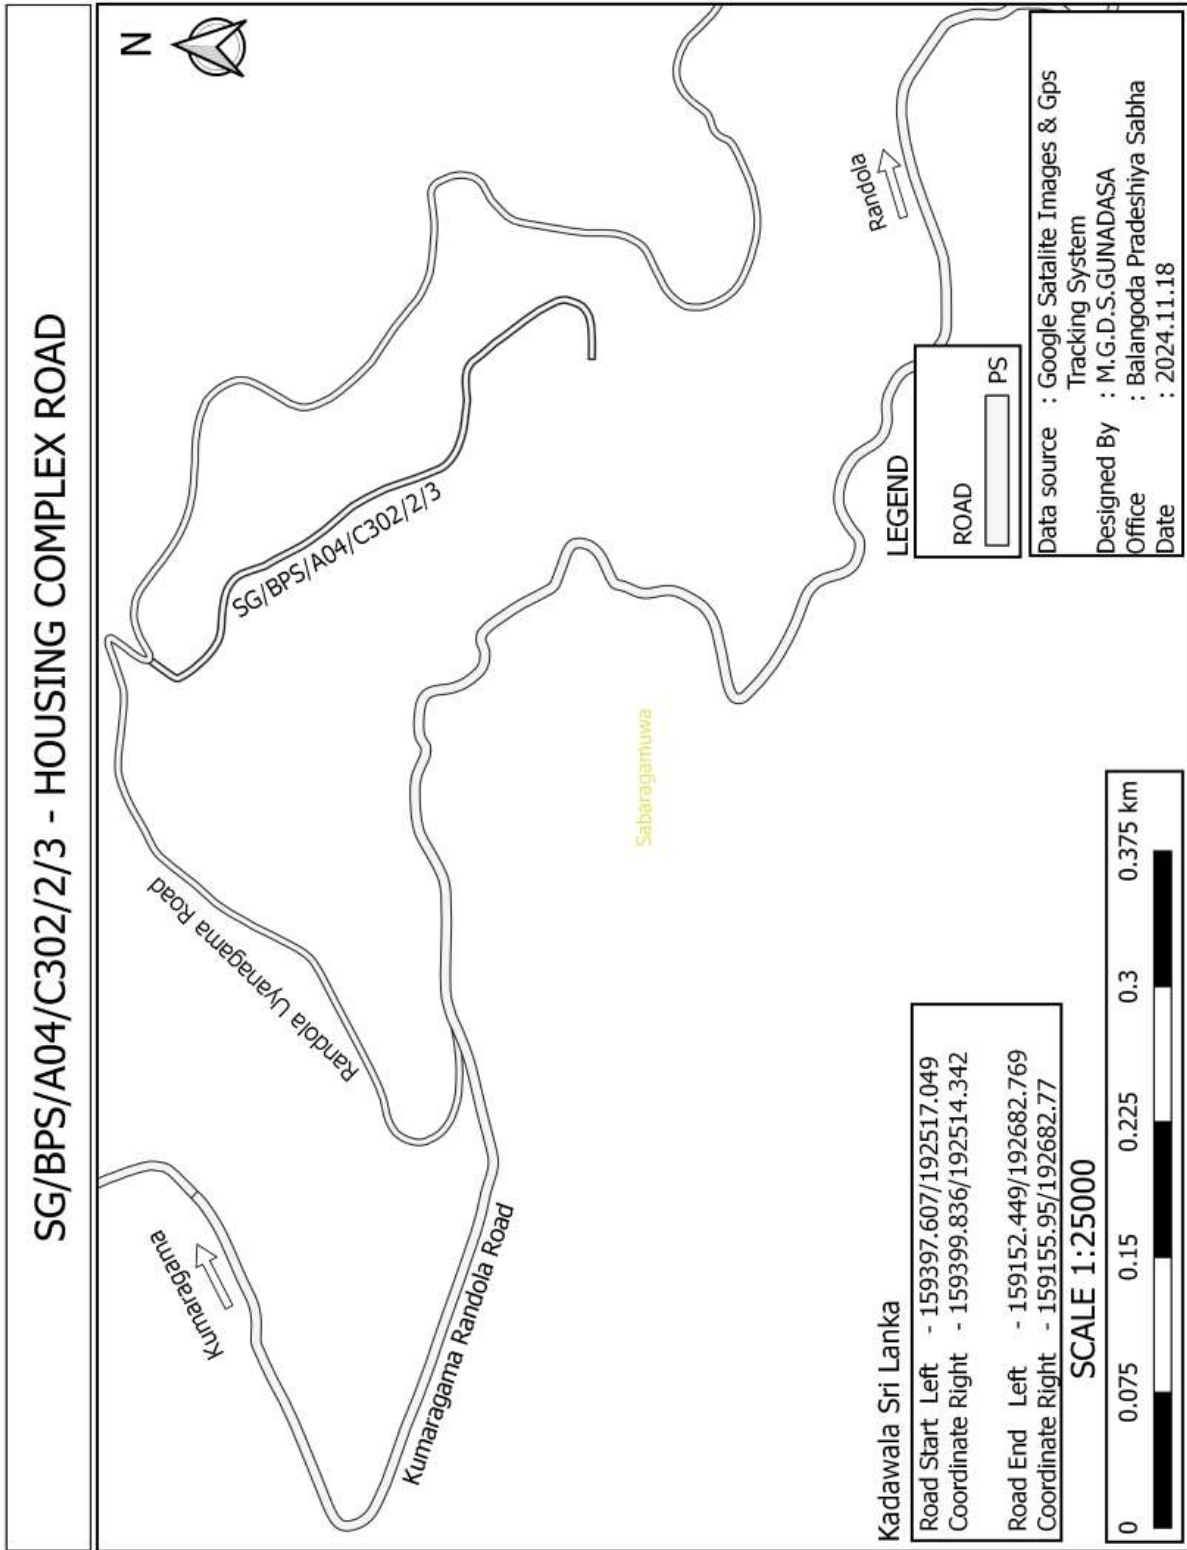 SG/BPS/A04/C302/2/3 - HOUSING COMPLEX ROAD
N
Kumaragama
Randola Uyanagama Road
SG/BPS/A04/C302/2/3
Kumaragama Randola Road
Sabaragamuwa
Randola
Kadawala Sri Lanka
Road Start Left - 159397.607/192517.049
Coordinate Right - 159399.836/192514.342
Road End Left - 159152.449/192682.769
Coordinate Right - 159155.95/192682.77
SCALE 1:25000
0 0.075 0.15 0.225 0.3 0.375 km
LEGEND
ROAD
PS
Data source : Google Satalite Images & Gps
Tracking System
Designed By : M.G.D.S.GUNADASA
Office : Balangoda Pradeshiya Sabha
Date : 2024.11.18